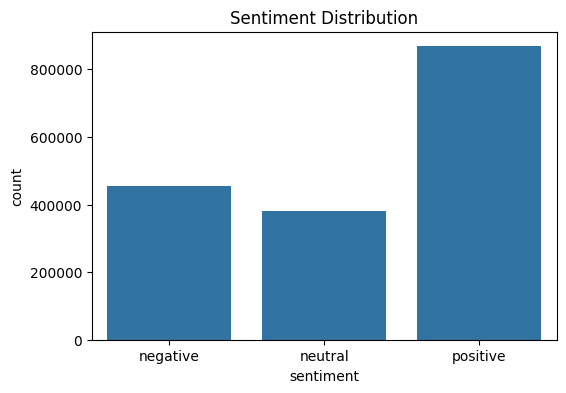 Sentiment Distribution
800000
600000
400000
200000
0
count
negative neutral positive
sentiment